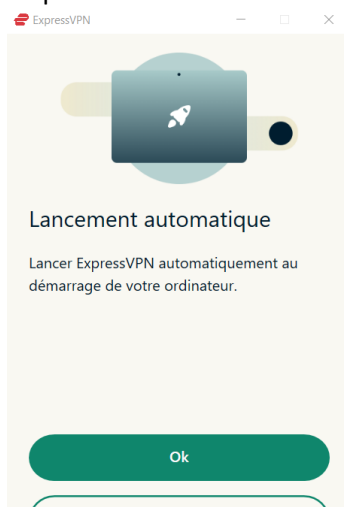 ExpressVPN
Lancement automatique
Lancer ExpressVPN automatiquement au
démarrage de votre ordinateur.
Ok